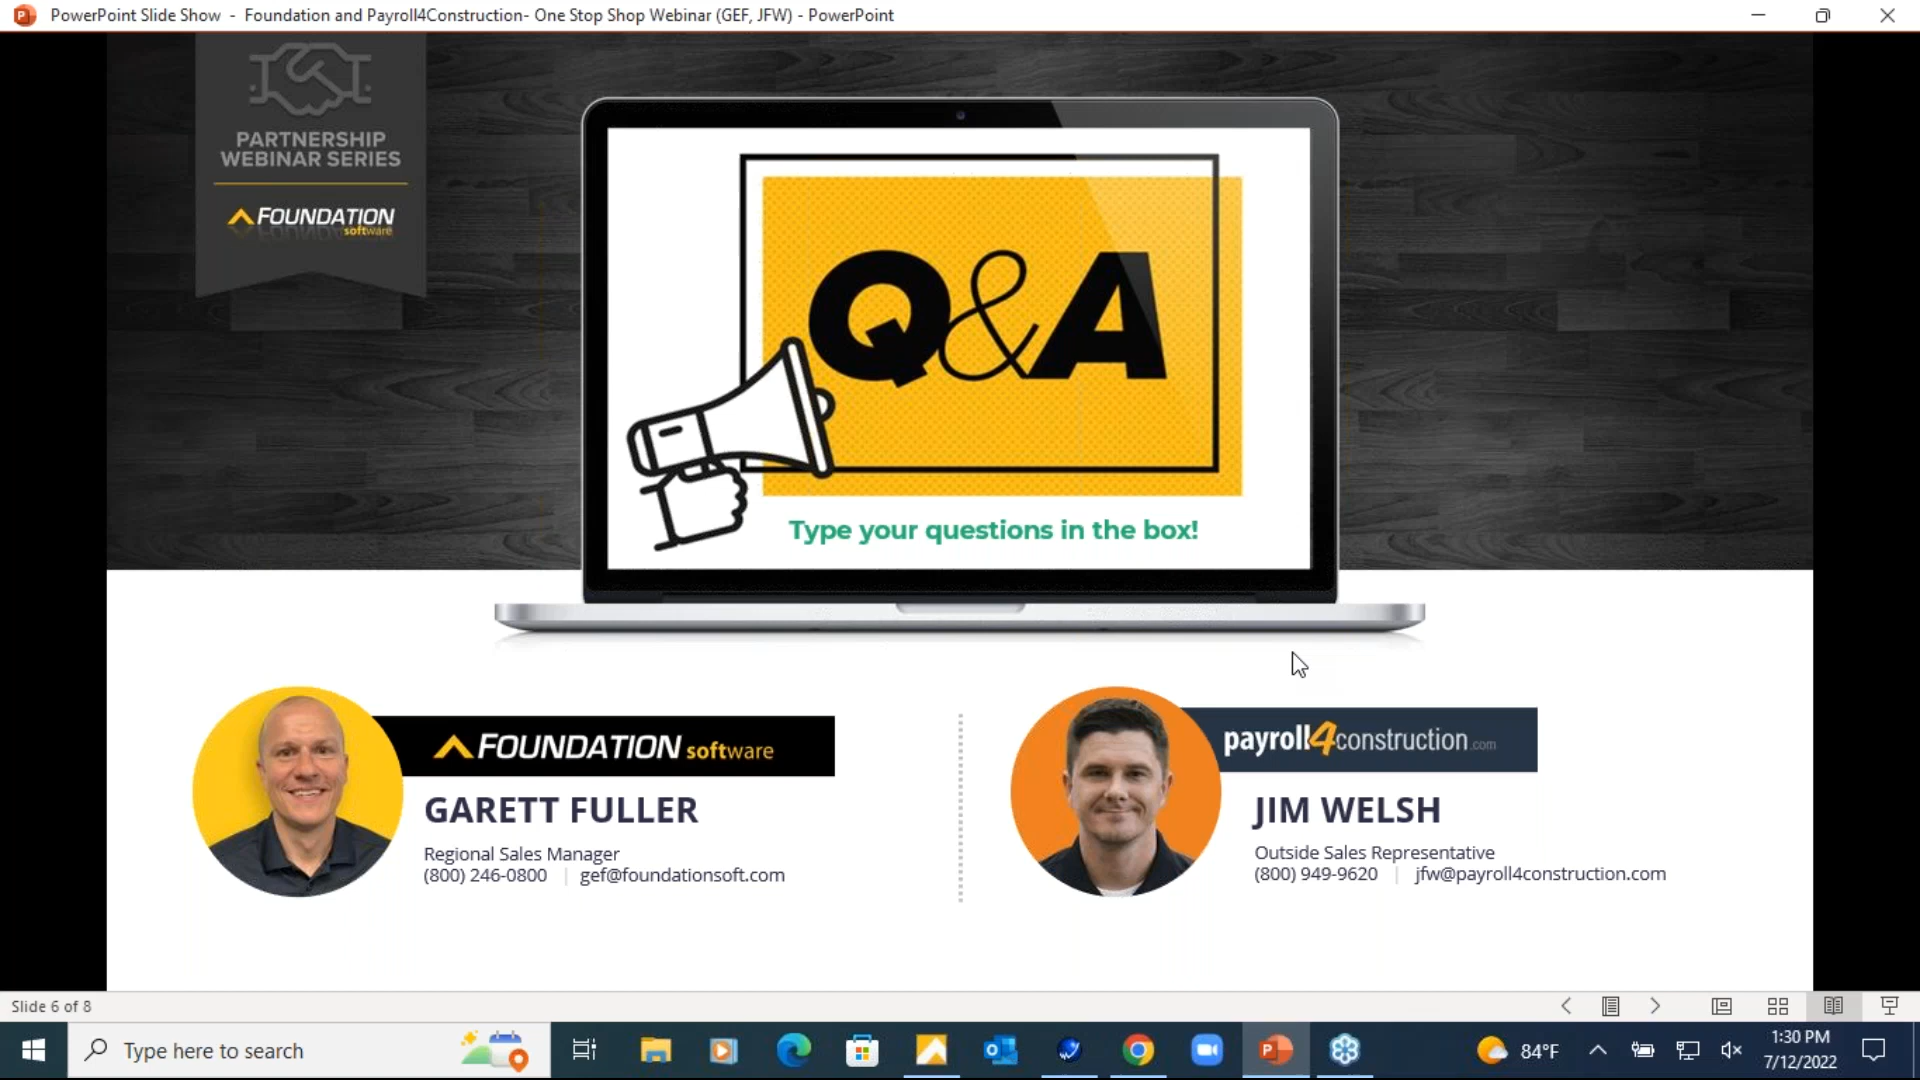 PowerPoint Slide Show - Foundation and Payroll4Construction- One Stop Shop Webinar (GEF, JFW) - PowerPoint
PARTNERSHIP
WEBINAR SERIES
FOUNDATION
software
Q&A
Type your questions in the box!
FOUNDATION software
GARETT FULLER
Regional Sales Manager
(800) 246-0800 | gef@foundationsoft.com
payroll4construction.com
JIM WELSH
Outside Sales Representative
(800) 949-9620 | jfw@payroll4construction.com
Slide 6 of 8
Type here to search
84°F
1:30 PM
7/12/2022